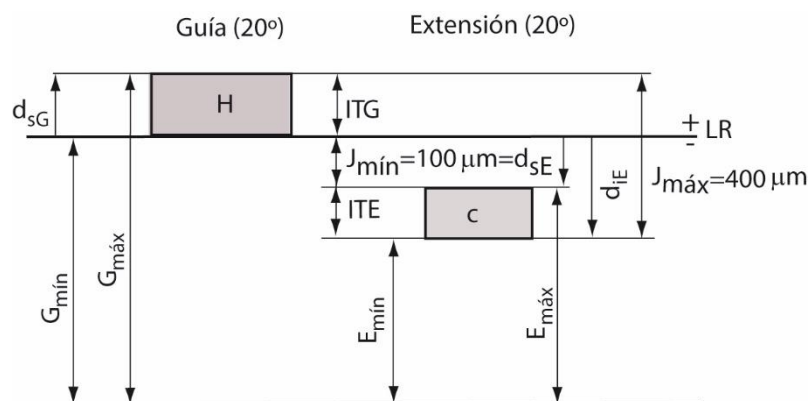 Guía (20º) Extensión (20º)
H
d_sG
ITG
+
- LR
J_mín=100 µm=d_sE
d_iE
J_máx=400 µm
ITE
c
G_mín
G_máx
E_mín
E_máx